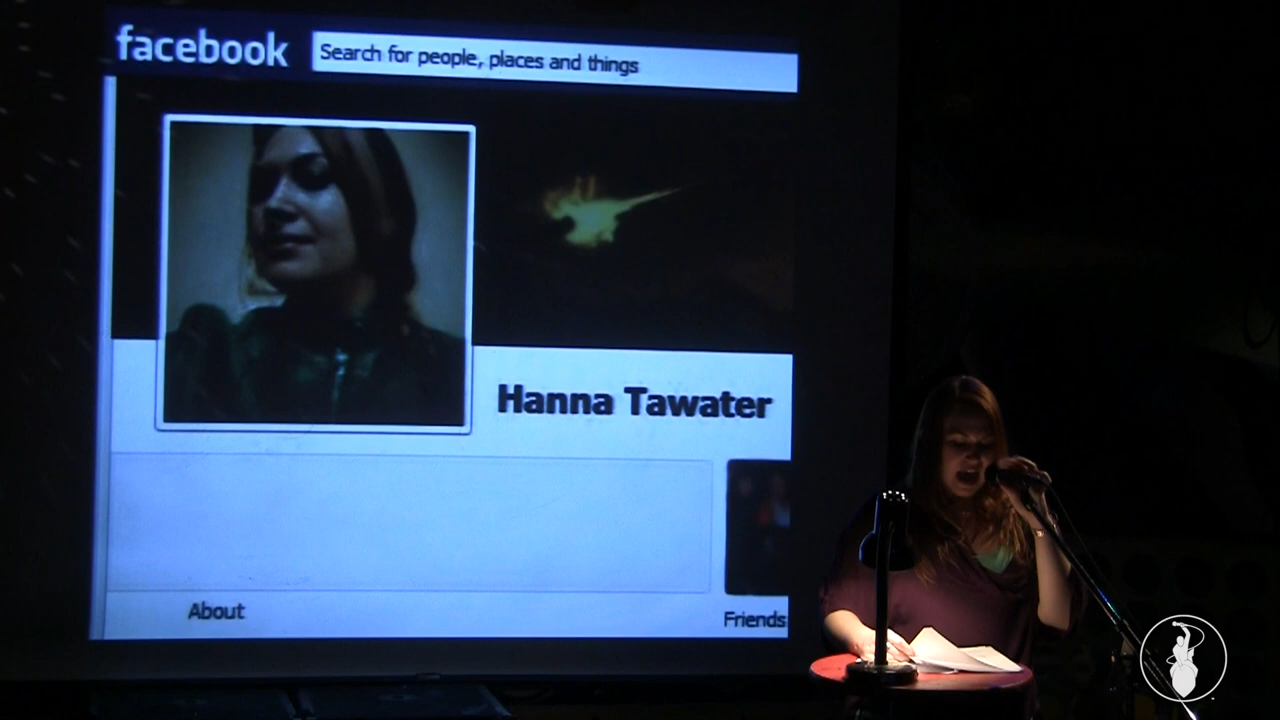 facebook
Search for people, places and things
Hanna Tawater
About
Friends